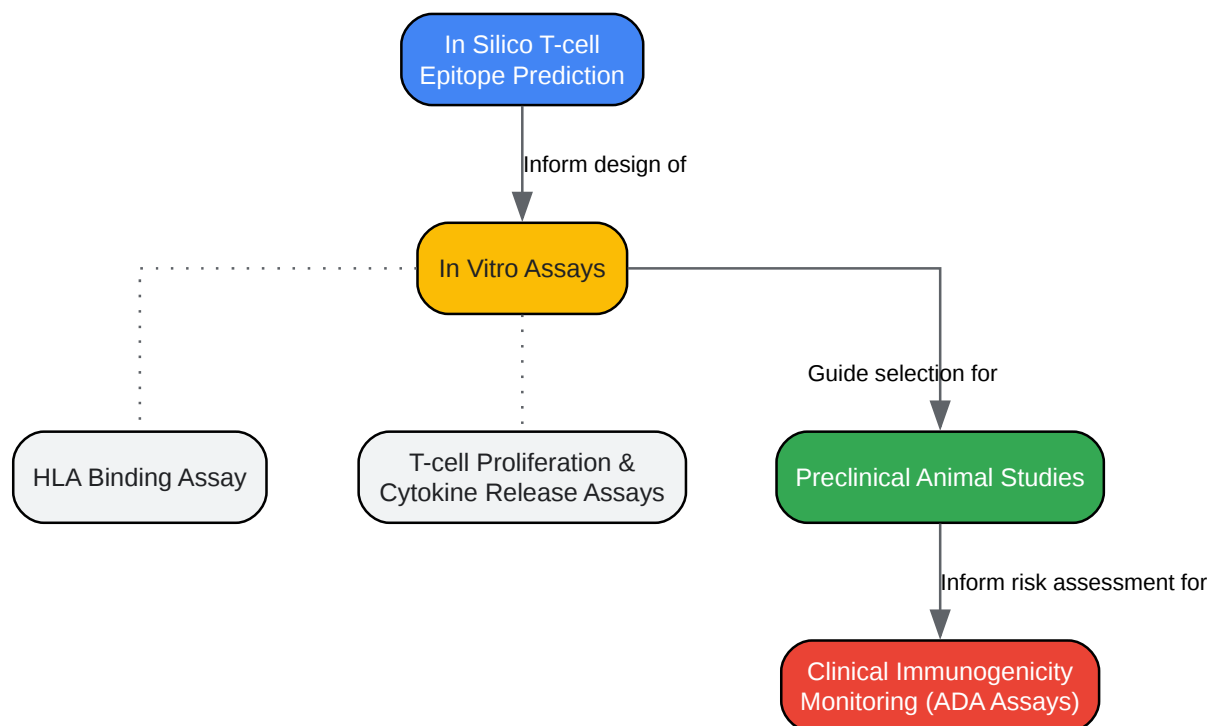 In Silico T-cell
Epitope Prediction
Inform design of
In Vitro Assays
Guide selection for
HLA Binding Assay
T-cell Proliferation &
Cytokine Release Assays
Preclinical Animal Studies
Inform risk assessment for
Clinical Immunogenicity
Monitoring (ADA Assays)